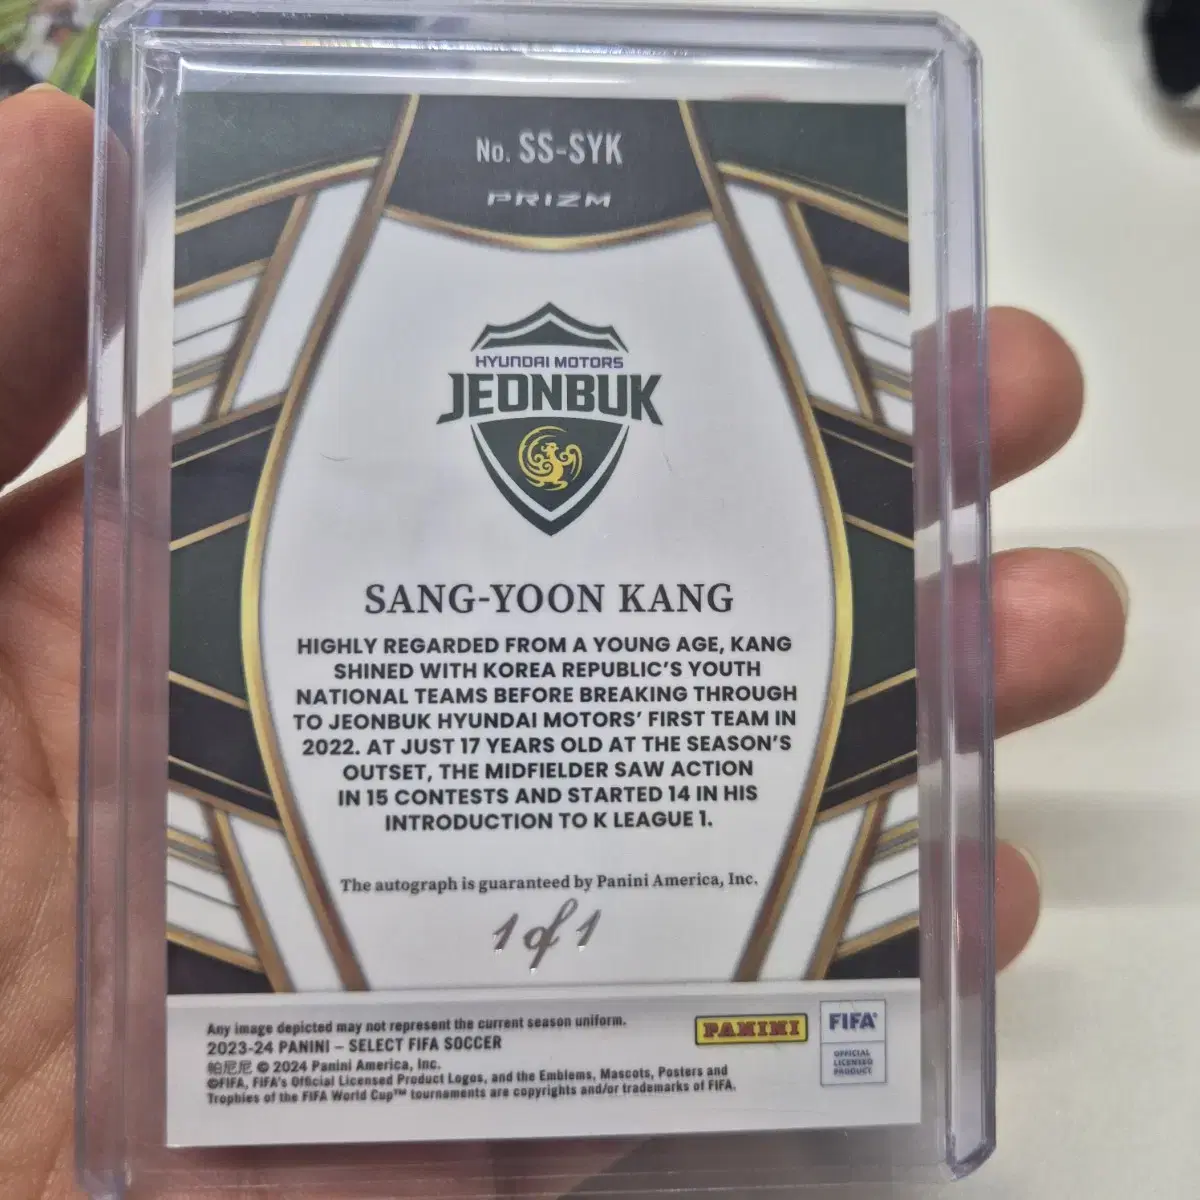 No. SS-SYK
PRIZM
HYUNDAI MOTORS
JEONBUK
SANG-YOON KANG
HIGHLY REGARDED FROM A YOUNG AGE, KANG
SHINED WITH KOREA REPUBLIC'S YOUTH
NATIONAL TEAMS BEFORE BREAKING THROUGH
TO JEONBUK HYUNDAI MOTORS' FIRST TEAM IN
2022. AT JUST 17 YEARS OLD AT THE SEASON'S
OUTSET, THE MIDFIELDER SAW ACTION
IN 15 CONTESTS AND STARTED 14 IN HIS
INTRODUCTION TO K LEAGUE 1.
The autograph is guaranteed by Panini America, Inc.
1 of 1
Any image depicted may not represent the current season uniform.
2023-24 PANINI – SELECT FIFA SOCCER
帕尼尼 © 2024 Panini America, Inc.
©FIFA, FIFA's Official Licensed Product Logos, and the Emblems, Mascots, Posters and
Trophies of the FIFA World Cup™ tournaments are copyrights and/or trademarks of FIFA.
PANINI
FIFA®
OFFICIAL
LICENSED
PRODUCT